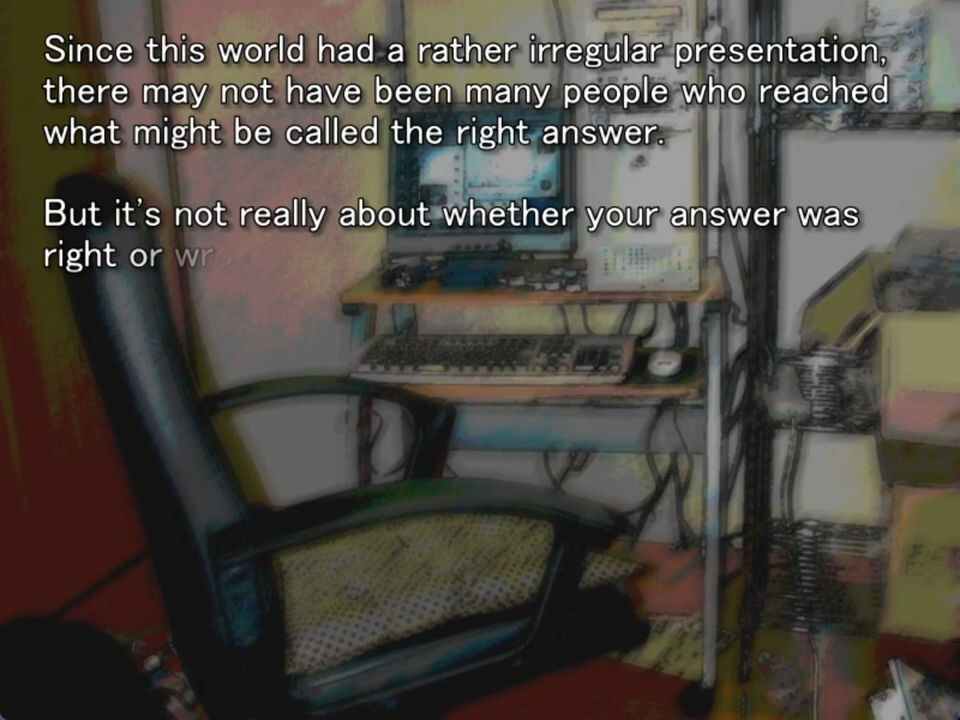 Since this world had a rather irregular presentation,
there may not have been many people who reached
what might be called the right answer.
But it's not really about whether your answer was
right or wro